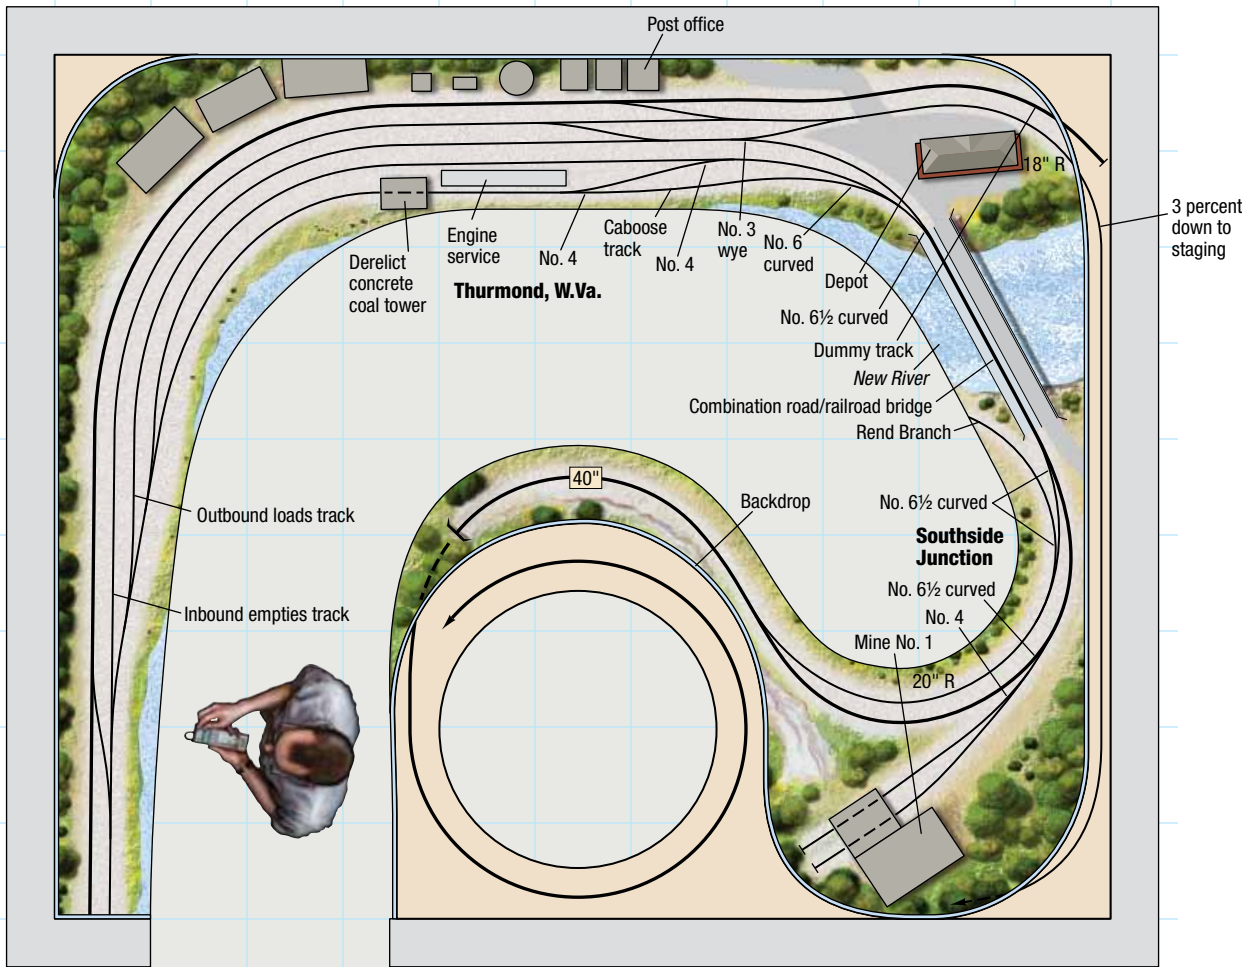 Post office
18" R
3 percent
down to
staging
Engine
service
No. 4
Caboose
track
No. 4
No. 3
wye
No. 6
curved
Derelict
concrete
coal tower
Thurmond, W.Va.
Depot
No. 6½ curved
Dummy track
New River
Combination road/railroad bridge
Rend Branch
40"
Backdrop
No. 6½ curved
Southside
Junction
Outbound loads track
No. 6½ curved
No. 4
Inbound empties track
Mine No. 1
20" R